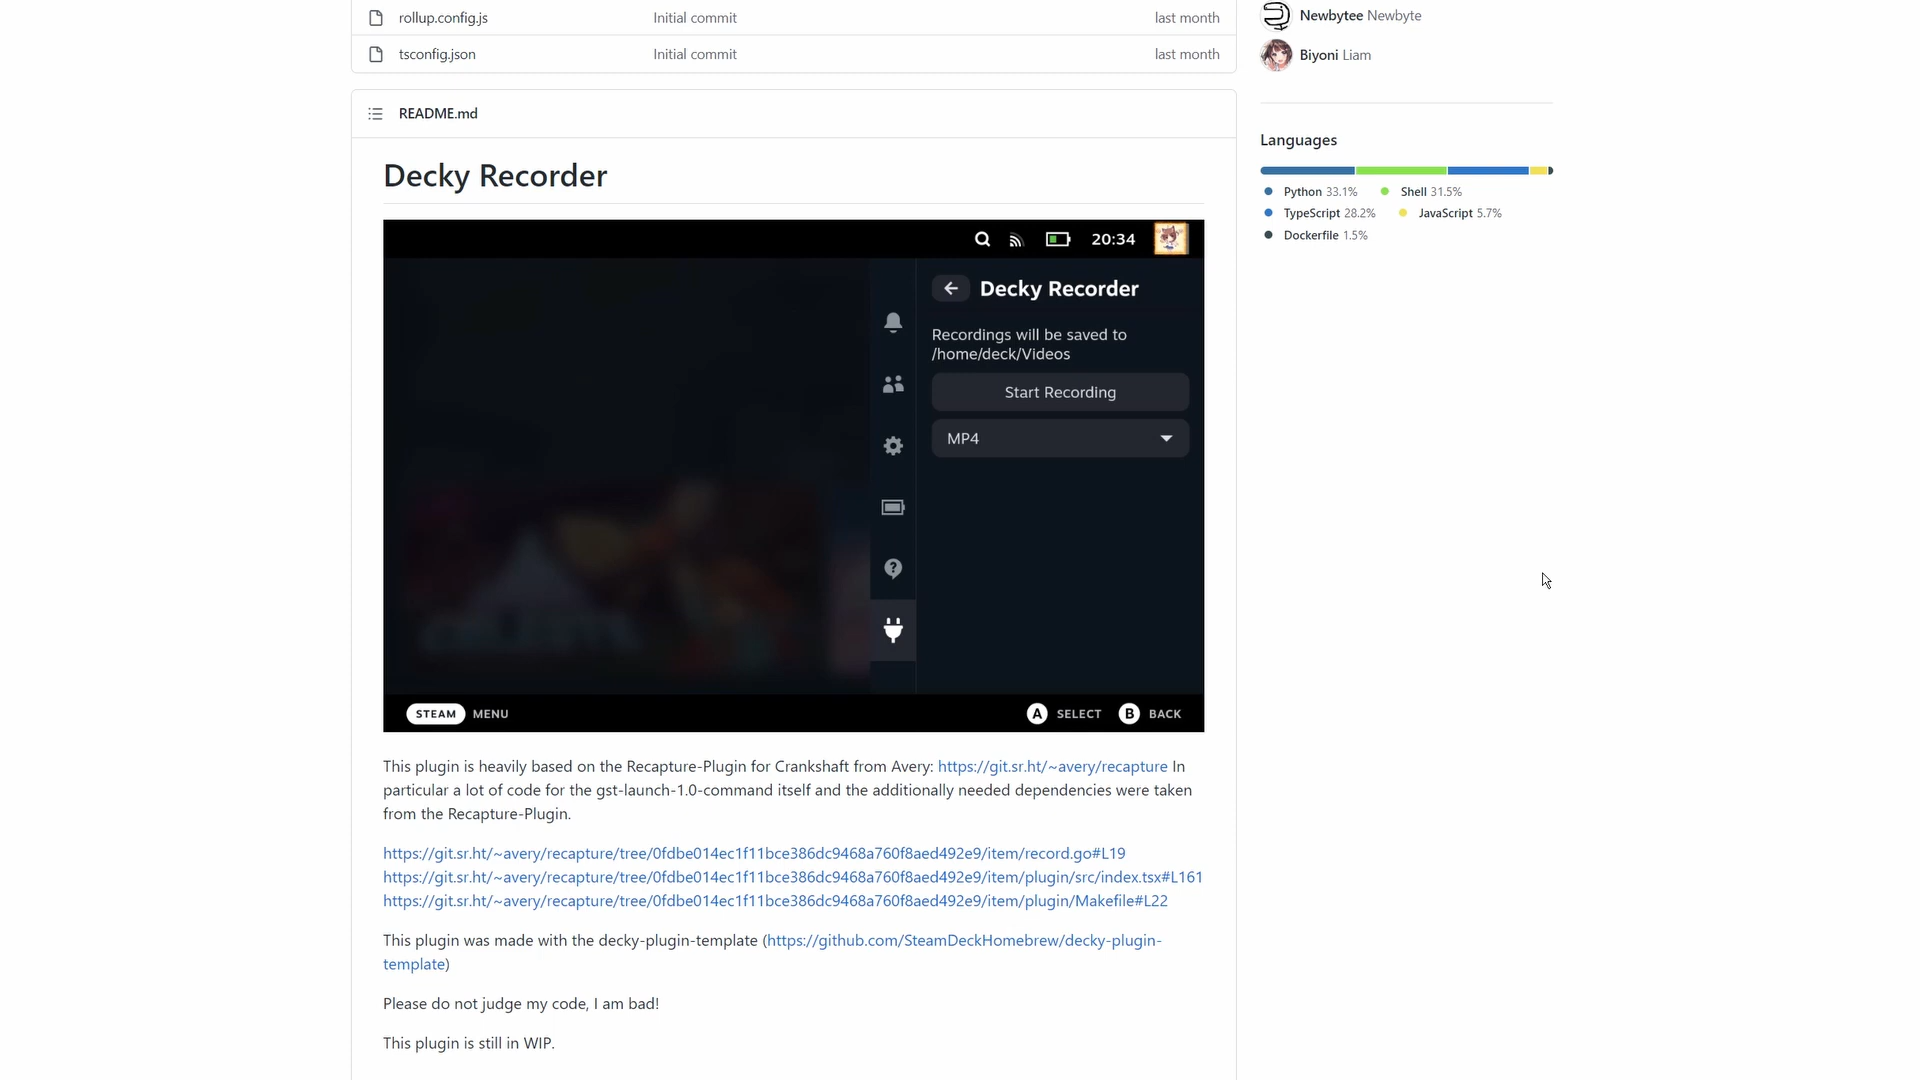 rollup.config.js Initial commit last month
tsconfig.json Initial commit last month
README.md
Decky Recorder
20:34
Decky Recorder
Recordings will be saved to
/home/deck/Videos
Start Recording
MP4
STEAM MENU
A SELECT B BACK
This plugin is heavily based on the Recapture-Plugin for Crankshaft from Avery: https://git.sr.ht/~avery/recapture In
particular a lot of code for the gst-launch-1.0-command itself and the additionally needed dependencies were taken
from the Recapture-Plugin.
https://git.sr.ht/~avery/recapture/tree/0fdbe014ec1f11bce386dc9468a760f8aed492e9/item/record.go#L19
https://git.sr.ht/~avery/recapture/tree/0fdbe014ec1f11bce386dc9468a760f8aed492e9/item/plugin/src/index.tsx#L161
https://git.sr.ht/~avery/recapture/tree/0fdbe014ec1f11bce386dc9468a760f8aed492e9/item/plugin/Makefile#L22
This plugin was made with the decky-plugin-template (https://github.com/SteamDeckHomebrew/decky-plugin-
template)
Please do not judge my code, I am bad!
This plugin is still in WIP.
Newbytee Newbyte
Biyoni Liam
Languages
Python 33.1% Shell 31.5%
TypeScript 28.2% JavaScript 5.7%
Dockerfile 1.5%